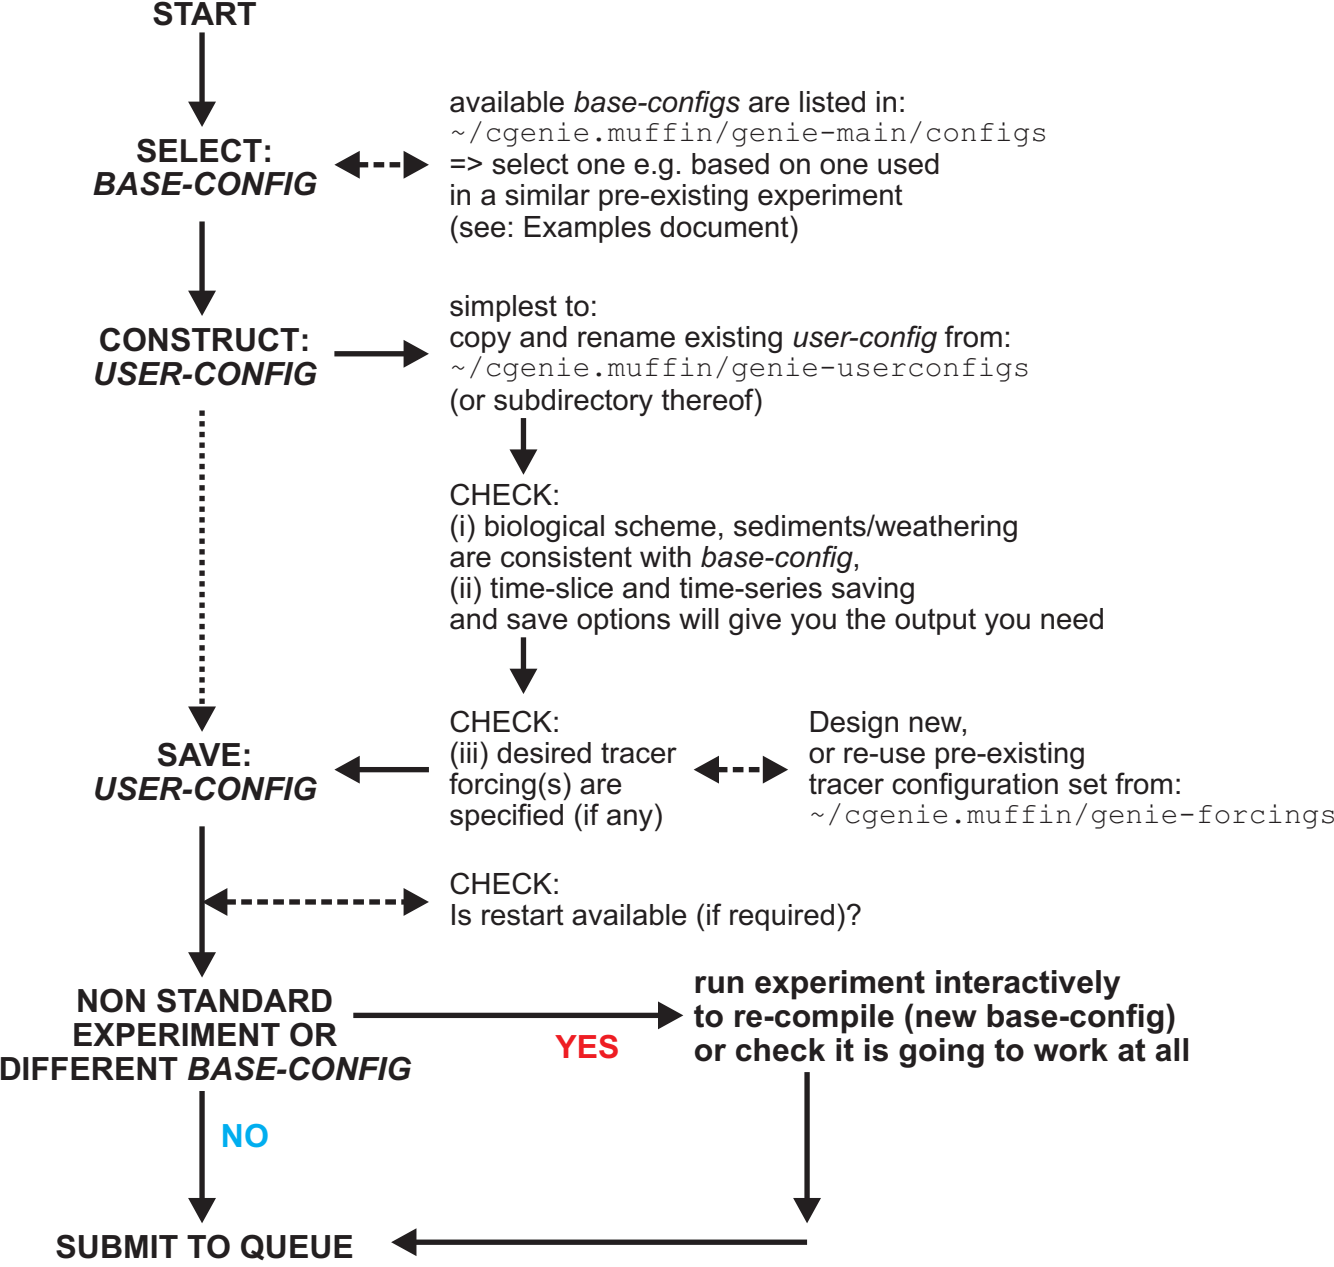 START
SELECT:
BASE-CONFIG
available base-configs are listed in:
~/cgenie.muffin/genie-main/configs
=> select one e.g. based on one used
in a similar pre-existing experiment
(see: Examples document)
CONSTRUCT:
USER-CONFIG
simplest to:
copy and rename existing user-config from:
~/cgenie.muffin/genie-userconfigs
(or subdirectory thereof)
CHECK:
(i) biological scheme, sediments/weathering
are consistent with base-config,
(ii) time-slice and time-series saving
and save options will give you the output you need
SAVE:
USER-CONFIG
CHECK:
(iii) desired tracer
forcing(s) are
specified (if any)
Design new,
or re-use pre-existing
tracer configuration set from:
~/cgenie.muffin/genie-forcings
CHECK:
Is restart available (if required)?
NON STANDARD
EXPERIMENT OR
DIFFERENT BASE-CONFIG
YES
run experiment interactively
to re-compile (new base-config)
or check it is going to work at all
NO
SUBMIT TO QUEUE